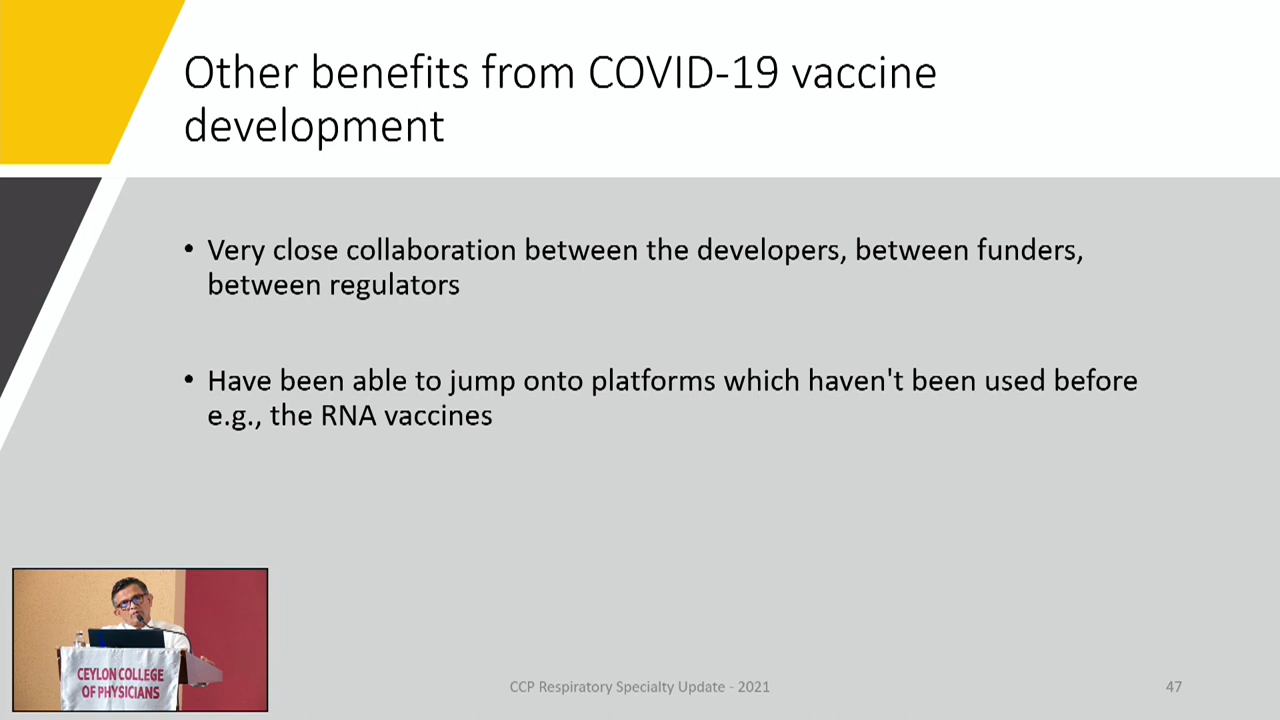 Other benefits from COVID-19 vaccine
development
• Very close collaboration between the developers, between funders,
between regulators
• Have been able to jump onto platforms which haven't been used before
e.g., the RNA vaccines
CEYLON COLLEGE
OF PHYSICIANS
CCP Respiratory Specialty Update - 2021
47